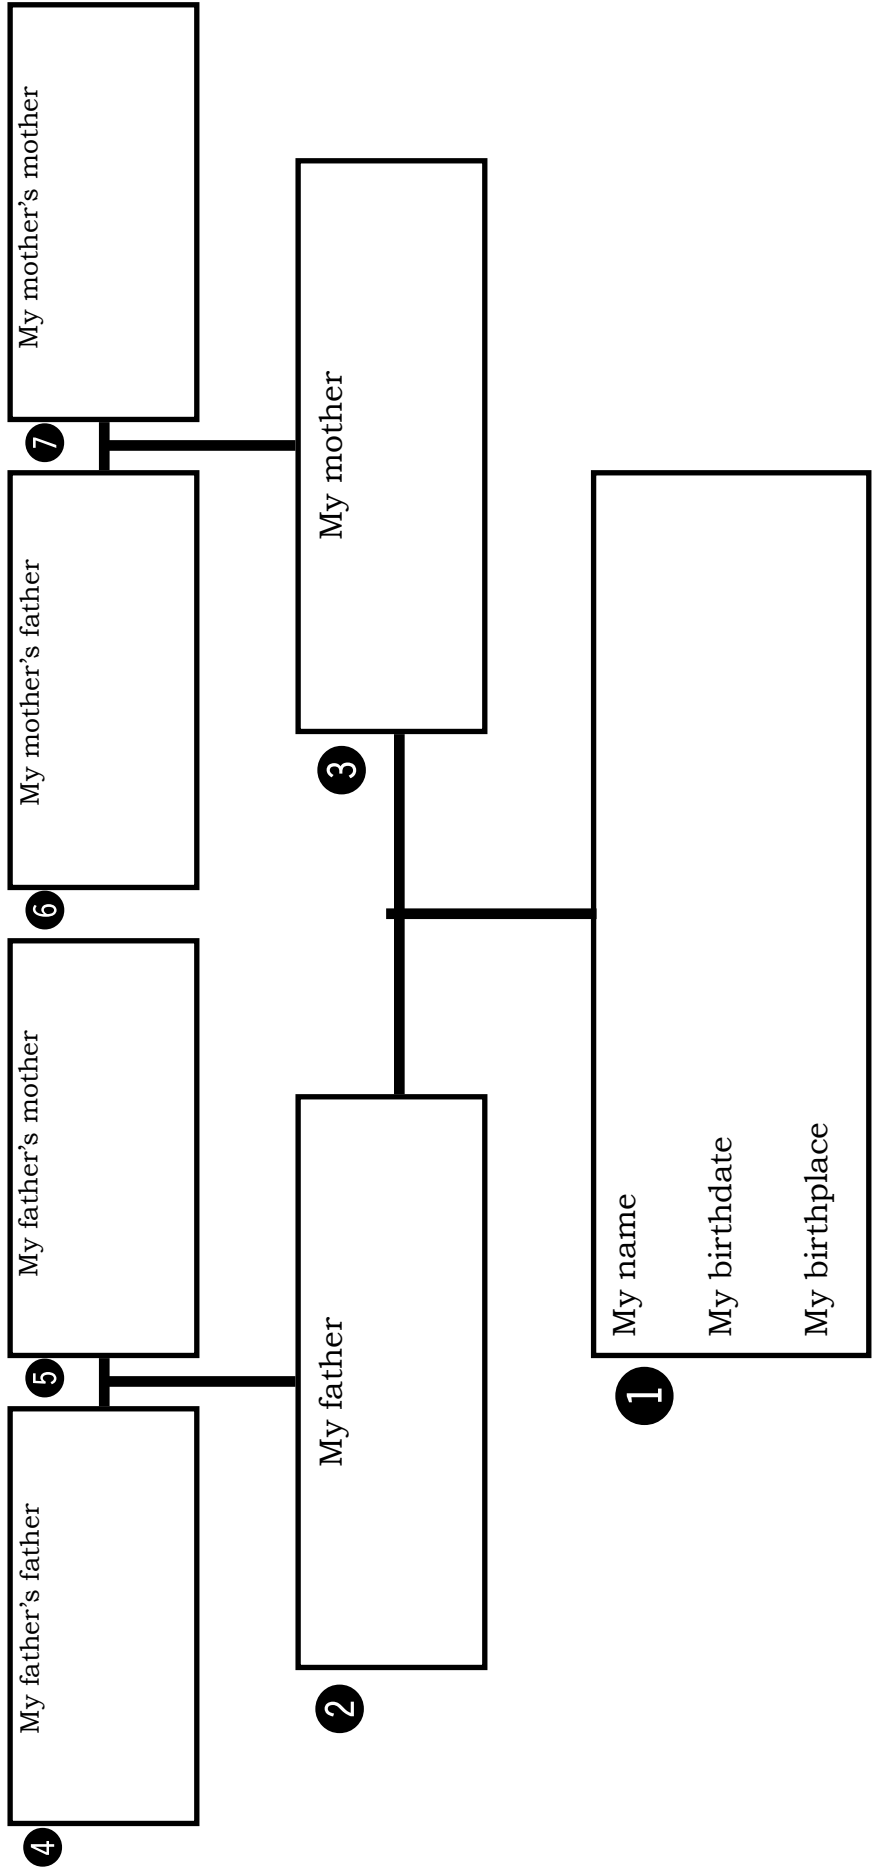 4
My father’s father
5
My father’s mother
6
My mother’s father
7
My mother’s mother
2
My father
3
My mother
1
My name
My birthdate
My birthplace